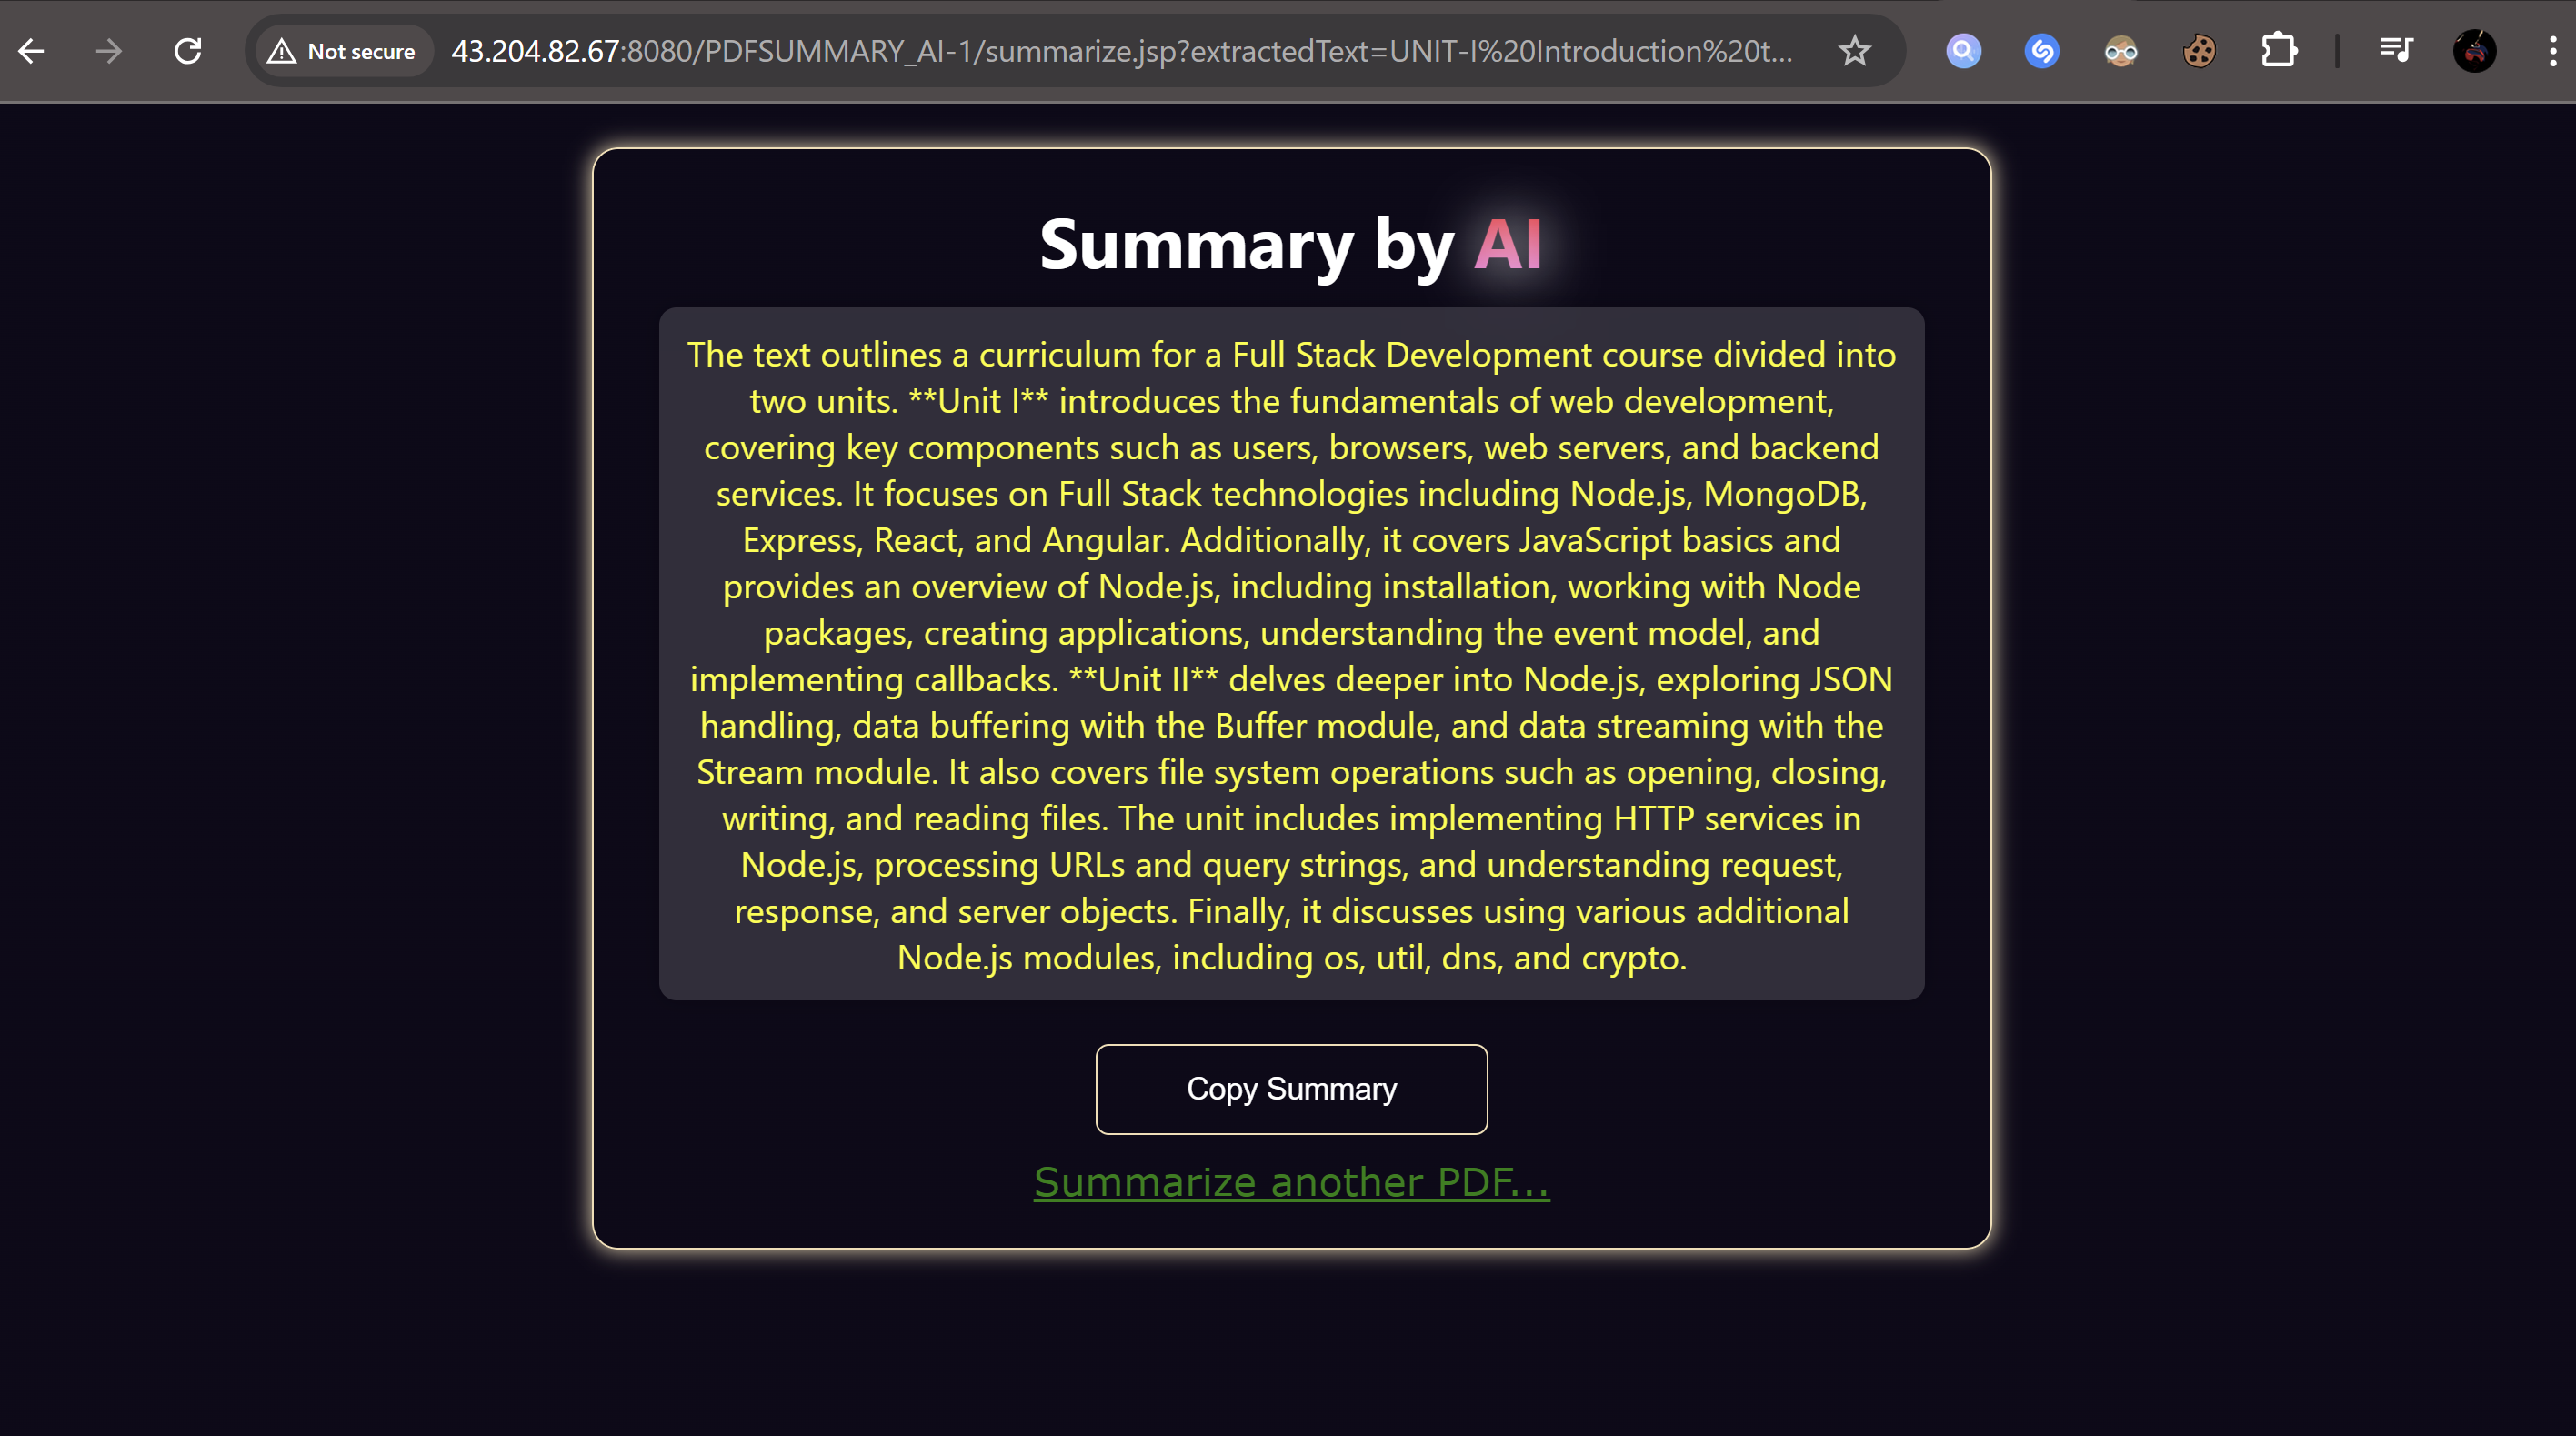 Not secure
43.204.82.67:8080/PDFSUMMARY_AI-1/summarize.jsp?extractedText=UNIT-I%20Introduction%20t...
Summary by AI
The text outlines a curriculum for a Full Stack Development course divided into
two units. **Unit I** introduces the fundamentals of web development,
covering key components such as users, browsers, web servers, and backend
services. It focuses on Full Stack technologies including Node.js, MongoDB,
Express, React, and Angular. Additionally, it covers JavaScript basics and
provides an overview of Node.js, including installation, working with Node
packages, creating applications, understanding the event model, and
implementing callbacks. **Unit II** delves deeper into Node.js, exploring JSON
handling, data buffering with the Buffer module, and data streaming with the
Stream module. It also covers file system operations such as opening, closing,
writing, and reading files. The unit includes implementing HTTP services in
Node.js, processing URLs and query strings, and understanding request,
response, and server objects. Finally, it discusses using various additional
Node.js modules, including os, util, dns, and crypto.
Copy Summary
Summarize another PDF...